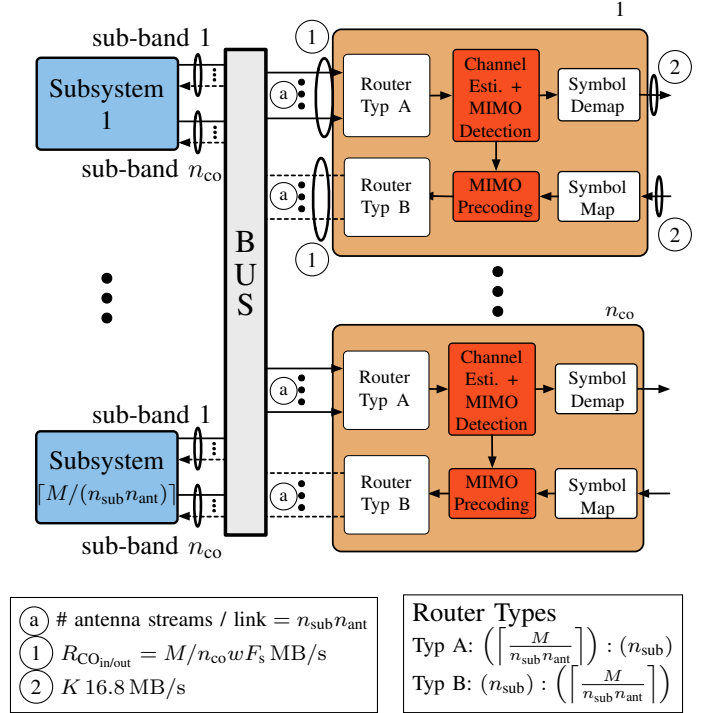 sub-band 1
Subsystem
1
sub-band n_co
a
1
1
Router
Typ A
Channel
Esti. +
MIMO
Detection
Symbol
Demap
2
a
Router
Typ B
MIMO
Precoding
Symbol
Map
1
2
B
U
S
n_co
sub-band 1
Subsystem
⌈M/(n_sub n_ant)⌉
sub-band n_co
a
Router
Typ A
Channel
Esti. +
MIMO
Detection
Symbol
Demap
a
Router
Typ B
MIMO
Precoding
Symbol
Map
a # antenna streams / link = n_sub n_ant
1 R_CO_in/out = M/n_co w F_s MB/s
2 K 16.8 MB/s
Router Types
Typ A: (⌈M/(n_sub n_ant)⌉) : (n_sub)
Typ B: (n_sub) : (⌈M/(n_sub n_ant)⌉)